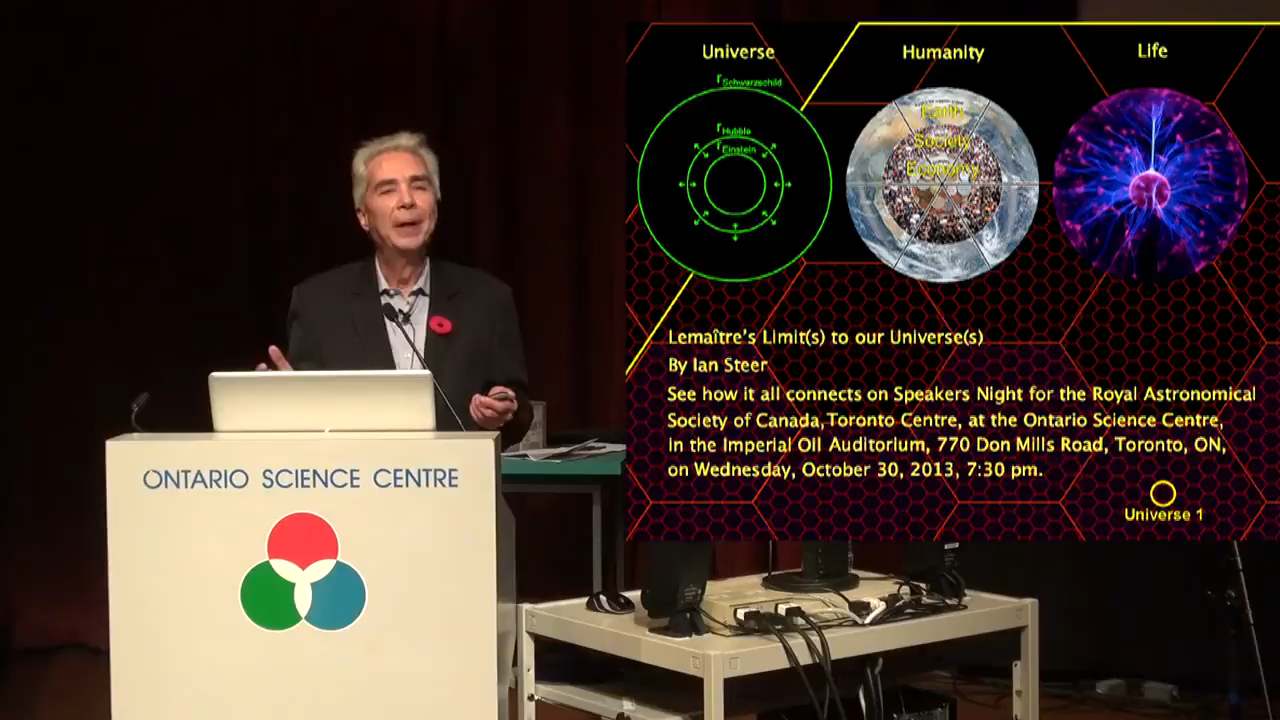 Universe
Humanity
Life
rSchwarzschild
rHubble
rEinstein
Earth
Society
Economy
Lemaître's Limit(s) to our Universe(s)
By Ian Steer
See how it all connects on Speakers Night for the Royal Astronomical
Society of Canada,Toronto Centre, at the Ontario Science Centre,
in the Imperial Oil Auditorium, 770 Don Mills Road, Toronto, ON,
on Wednesday, October 30, 2013, 7:30 pm.
Universe 1
ONTARIO SCIENCE CENTRE